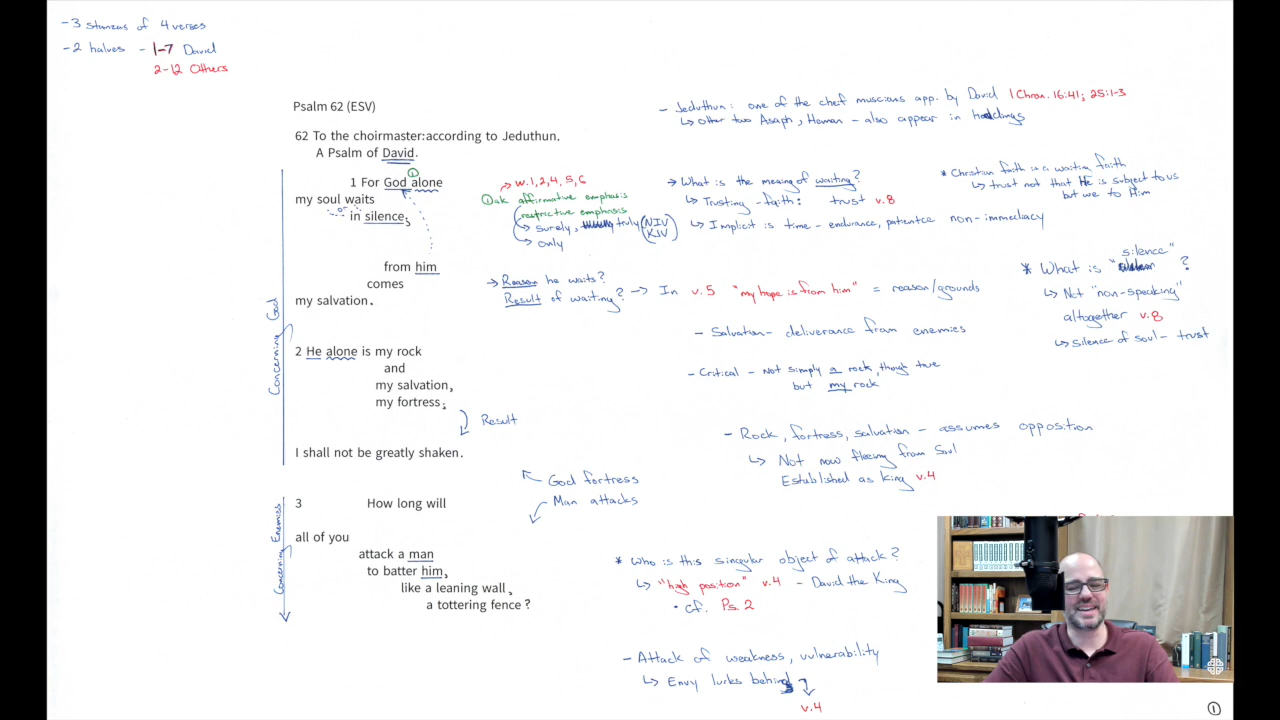 -3 stanzas of 4 verses
-2 halves - 1-7 David
2-12 Others
Psalm 62 (ESV)
62 To the choirmaster:according to Jeduthun.
A Psalm of David.
- Jeduthun: one of the chief muscians app. by David 1 Chron. 16:41; 25:1-3
↳ Other two Asaph, Heman - also appear in headings
Concerning God
①
1 For God alone
my soul waits
in silence;
→ vv. 1, 2, 4, 5, 6
① ak affirmative emphasis
restrictive emphasis
↳ surely, truly (NIV
KJV)
→ only
→ What is the meaning of waiting?
↳ Trusting - faith: trust v.8
↳ Implicit is time - endurance, patience non-immediacy
* Christian faith is a waiting faith
↳ trust not that He is subject to us
but we to Him
from him
comes
my salvation.
→ Reason he waits?
Result of waiting? → In v.5 "my hope is from him" = reason/grounds
- Salvation - deliverance from enemies
- Critical - Not simply a rock, though true
but my rock
* What is "silence"?
↳ Not "non-speaking"
altogether v.8
↳ silence of soul - trust
2 He alone is my rock
and
my salvation,
my fortress;
Result
I shall not be greatly shaken.
- Rock, fortress, salvation - assumes opposition
↳ Not now fleeing from Saul
Established as King v.4
God fortress
Man attacks
Concerning Enemies
3 How long will
all of you
attack a man
to batter him,
like a leaning wall,
a tottering fence?
* Who is this singular object of attack?
↳ "high position" v.4 - David the King
• cf. Ps. 2
- Attack of weakness, vulnerability
↳ Envy lurks behind
v.4
①